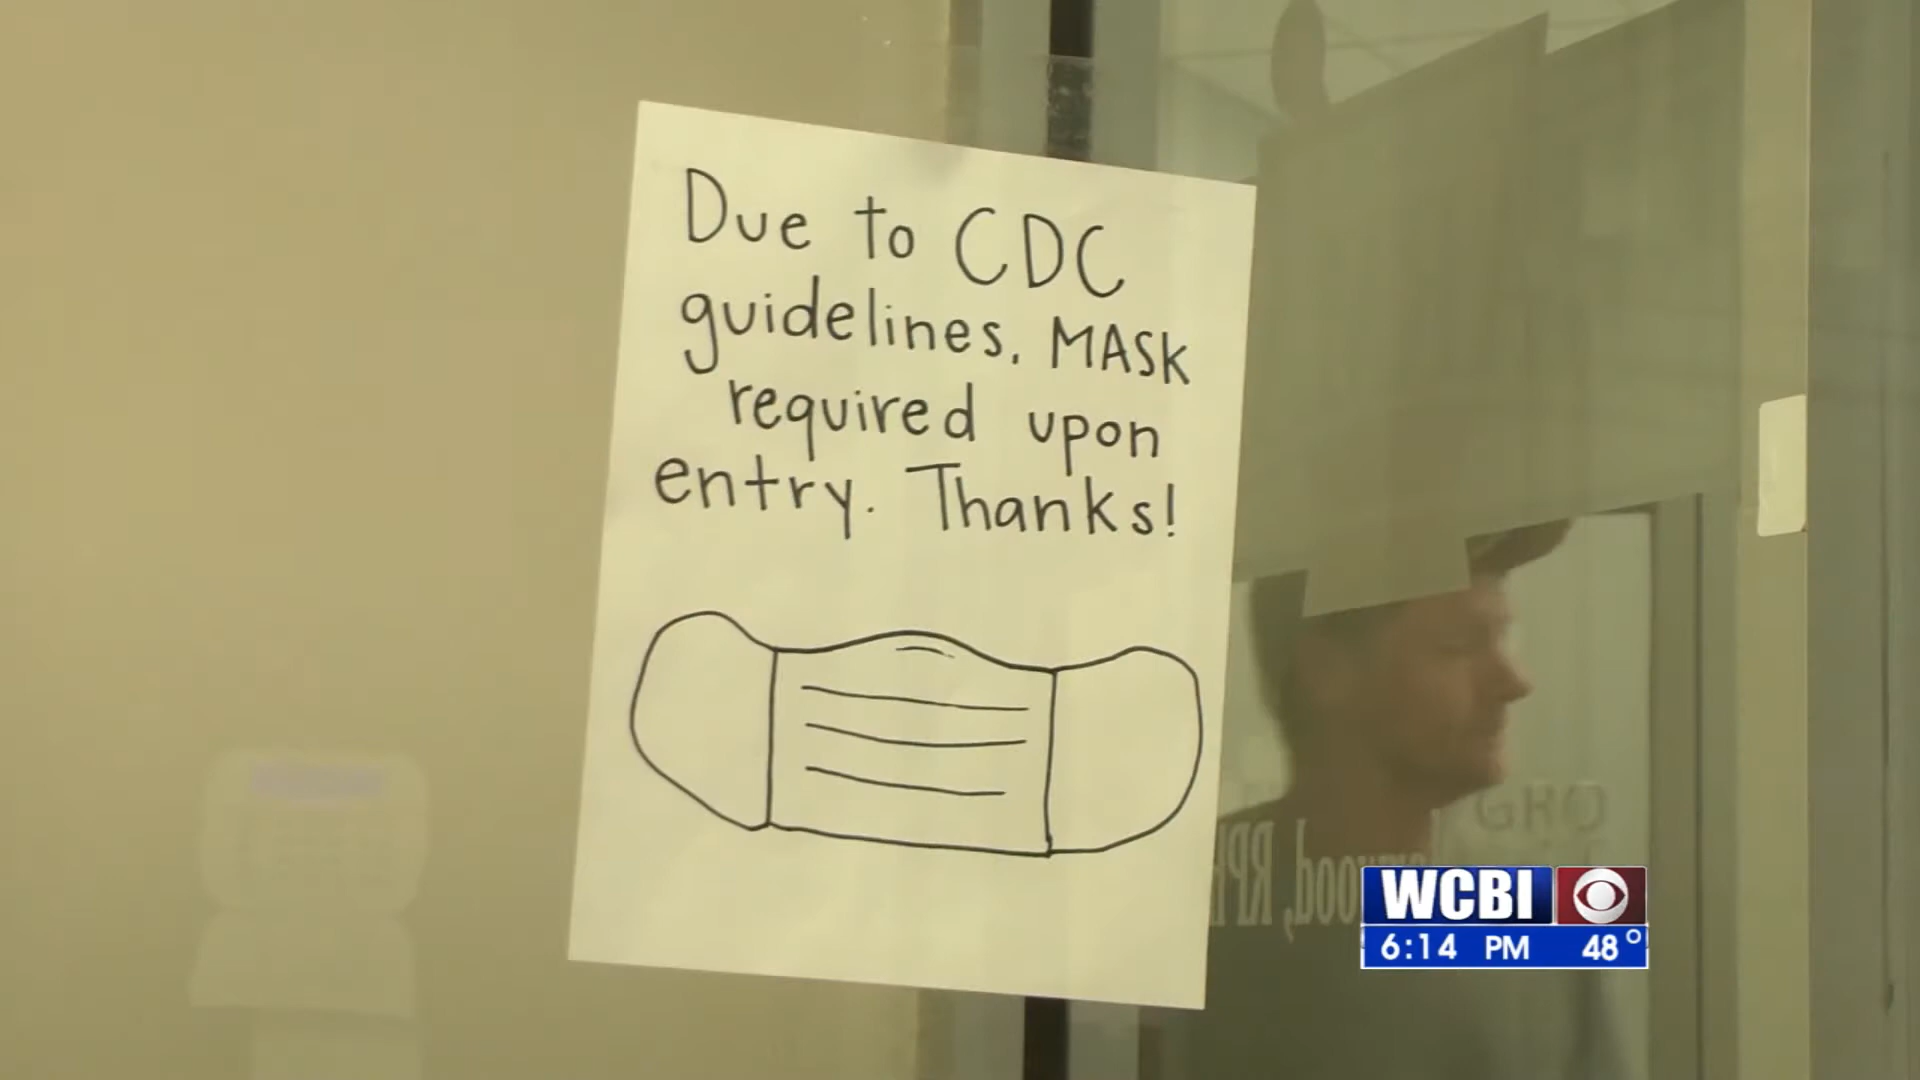 Due to CDC
guidelines. MASK
required upon
entry. Thanks!
WCBI
6:14 PM 48°